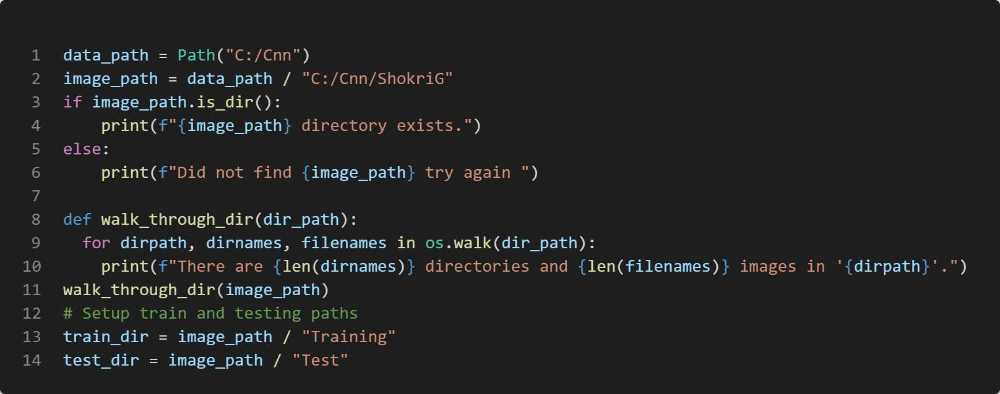 1 data_path = Path("C:/Cnn")
2 image_path = data_path / "C:/Cnn/ShokriG"
3 if image_path.is_dir():
4     print(f"{image_path} directory exists.")
5 else:
6     print(f"Did not find {image_path} try again ")
7
8 def walk_through_dir(dir_path):
9   for dirpath, dirnames, filenames in os.walk(dir_path):
10     print(f"There are {len(dirnames)} directories and {len(filenames)} images in '{dirpath}'.")
11 walk_through_dir(image_path)
12 # Setup train and testing paths
13 train_dir = image_path / "Training"
14 test_dir = image_path / "Test"